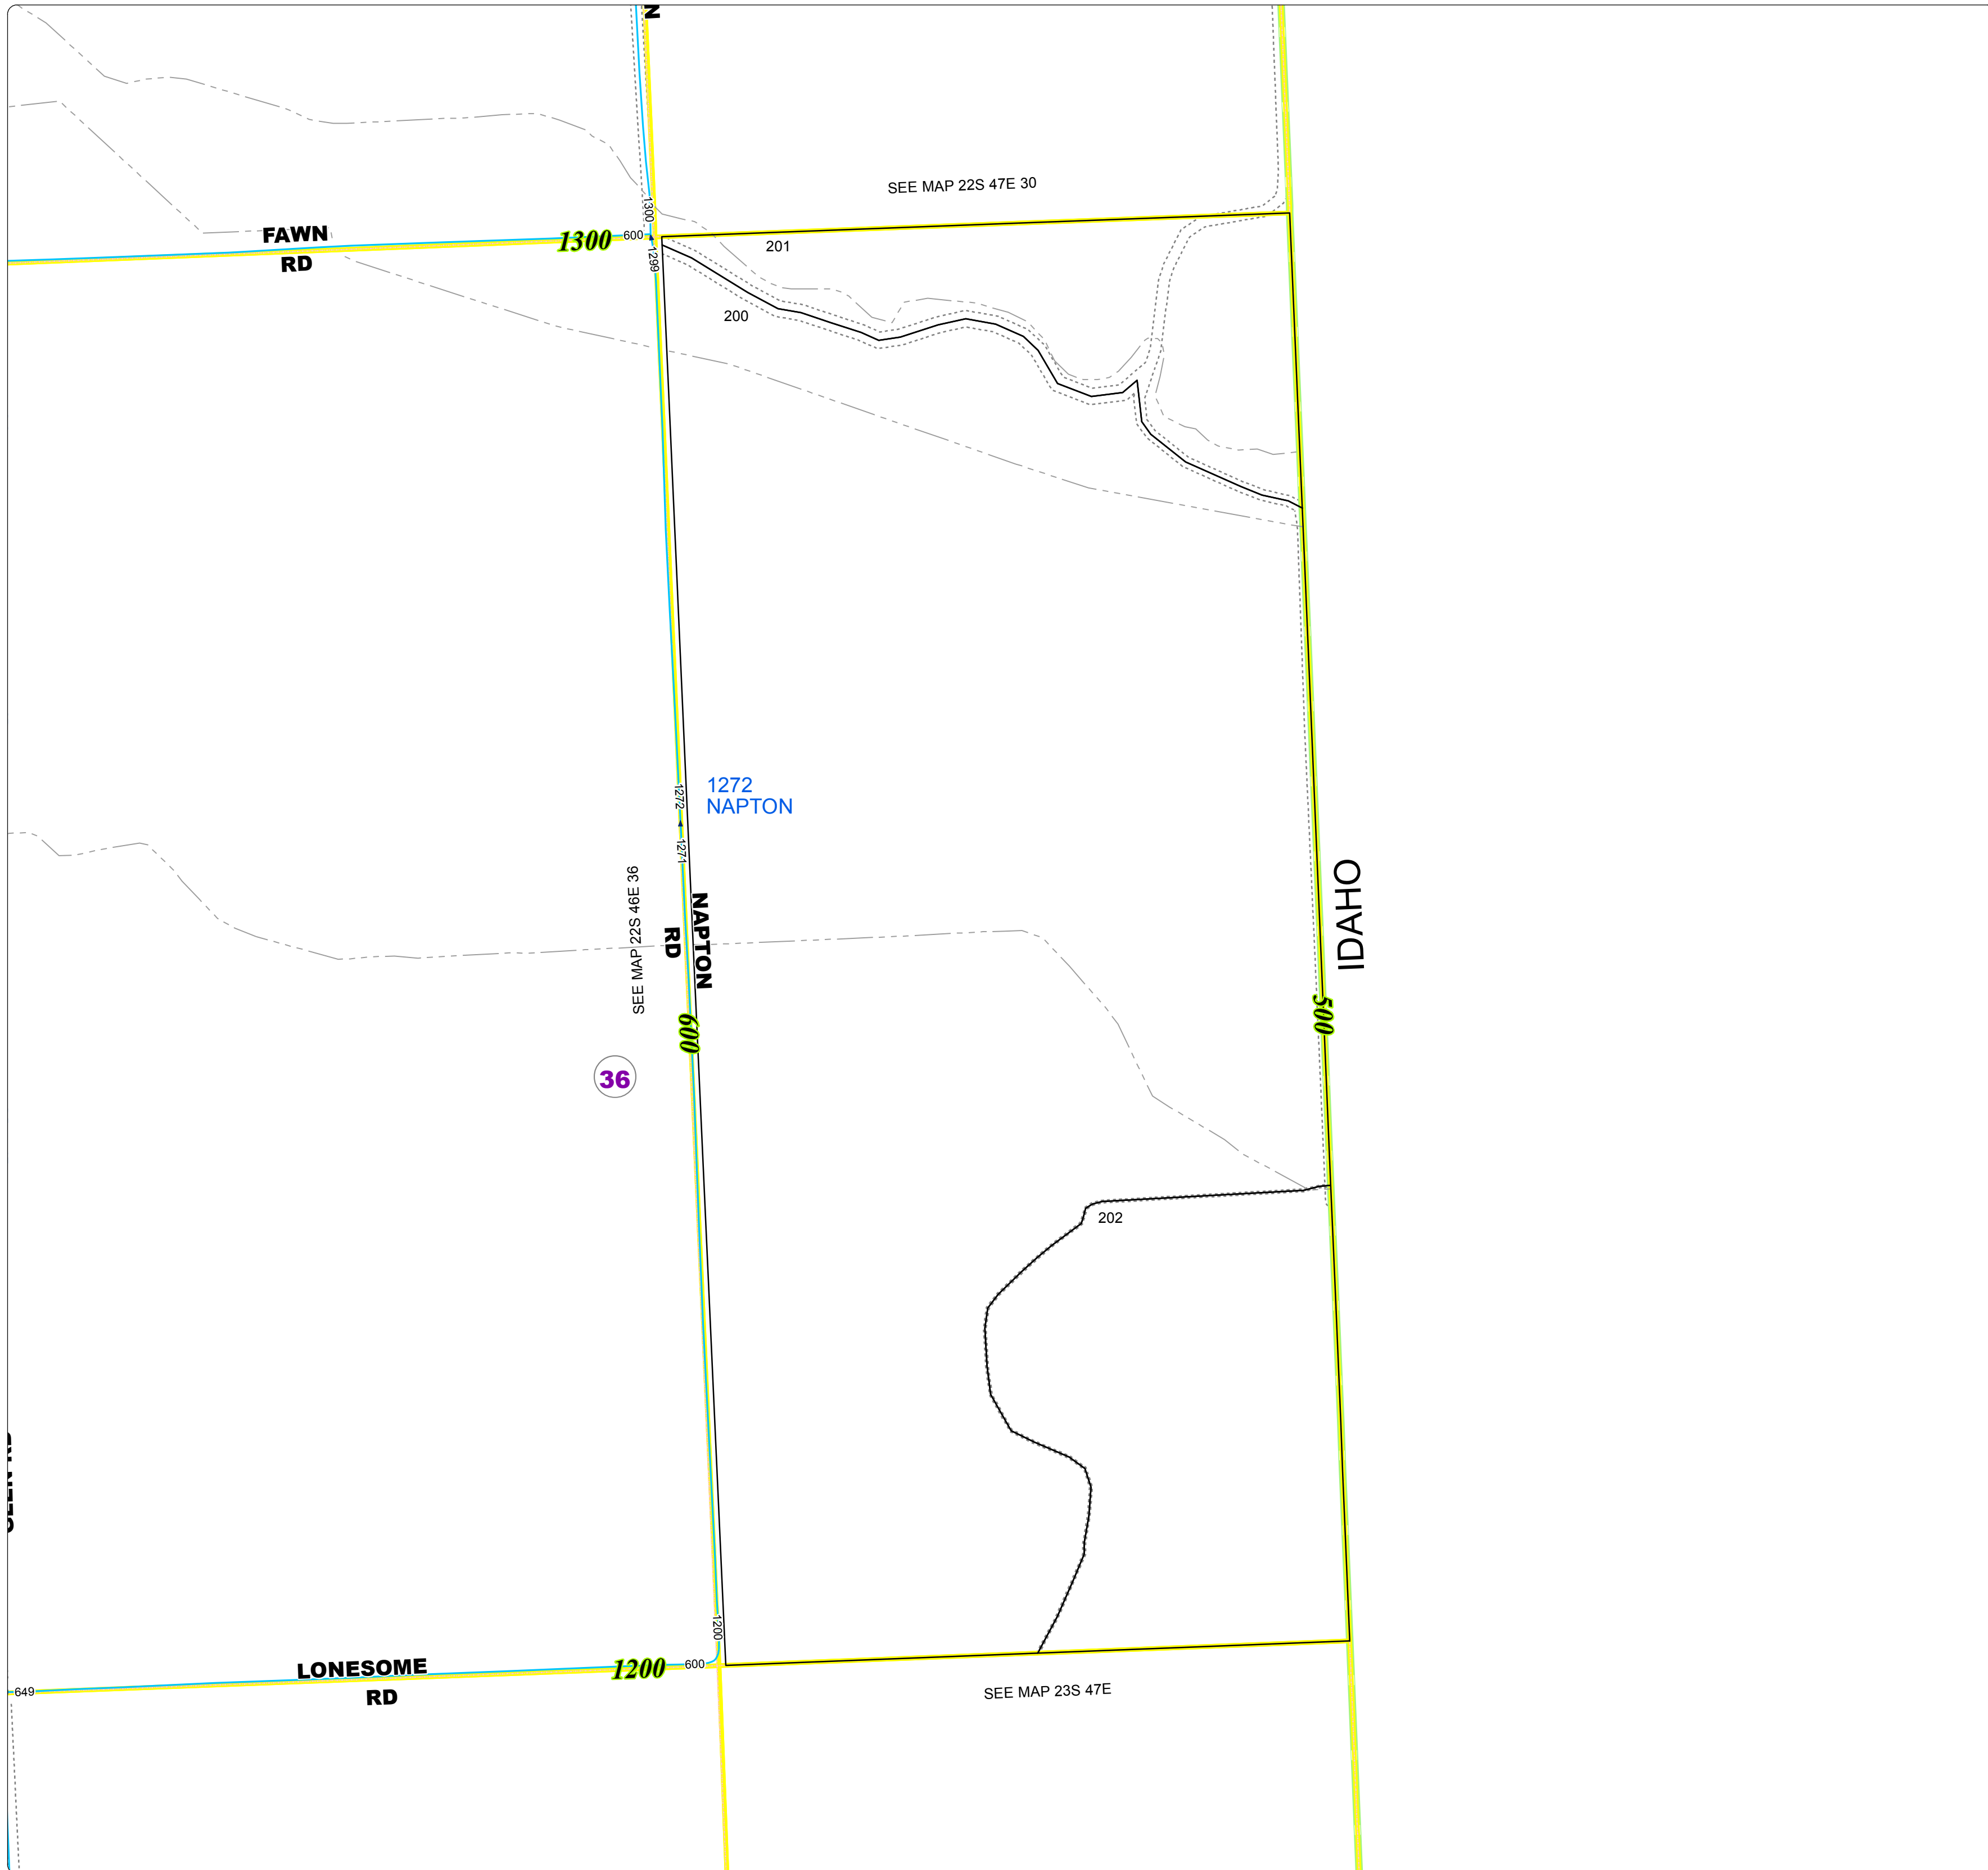 N
SEE MAP 22S 47E 30
1300
FAWN
RD
1300
600
201
1299
200
1272
NAPTON
1272
1271
SEE MAP 22S 46E 36
NAPTON
RD
IDAHO
500
600
36
202
1200
LONESOME
RD
1200
600
649
SEE MAP 23S 47E